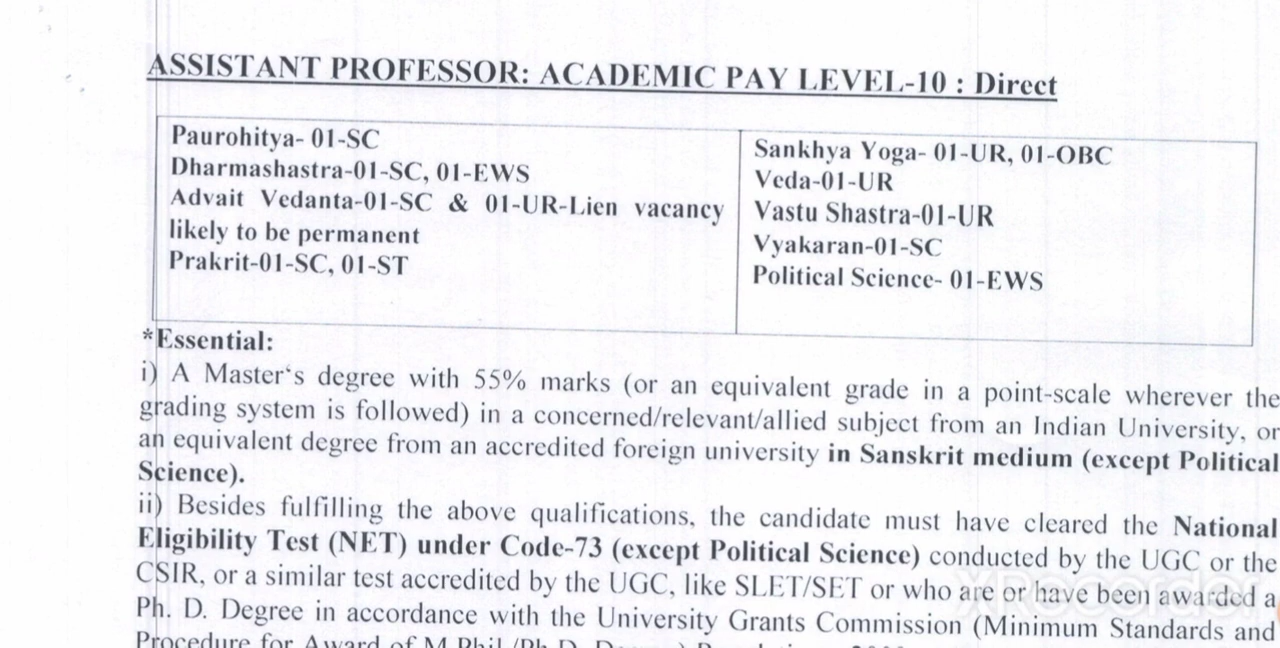 ASSISTANT PROFESSOR: ACADEMIC PAY LEVEL-10 : Direct
Paurohitya- 01-SC
Dharmashastra-01-SC, 01-EWS
Advait Vedanta-01-SC & 01-UR-Lien vacancy
likely to be permanent
Prakrit-01-SC, 01-ST
Sankhya Yoga- 01-UR, 01-OBC
Veda-01-UR
Vastu Shastra-01-UR
Vyakaran-01-SC
Political Science- 01-EWS
*Essential:
i) A Master‘s degree with 55% marks (or an equivalent grade in a point-scale wherever the
grading system is followed) in a concerned/relevant/allied subject from an Indian University, or
an equivalent degree from an accredited foreign university in Sanskrit medium (except Political
Science).
ii) Besides fulfilling the above qualifications, the candidate must have cleared the National
Eligibility Test (NET) under Code-73 (except Political Science) conducted by the UGC or the
CSIR, or a similar test accredited by the UGC, like SLET/SET or who are or have been awarded a
Ph. D. Degree in accordance with the University Grants Commission (Minimum Standards and
Procedure for Award of M.Phil./Ph.D.
XRecorder